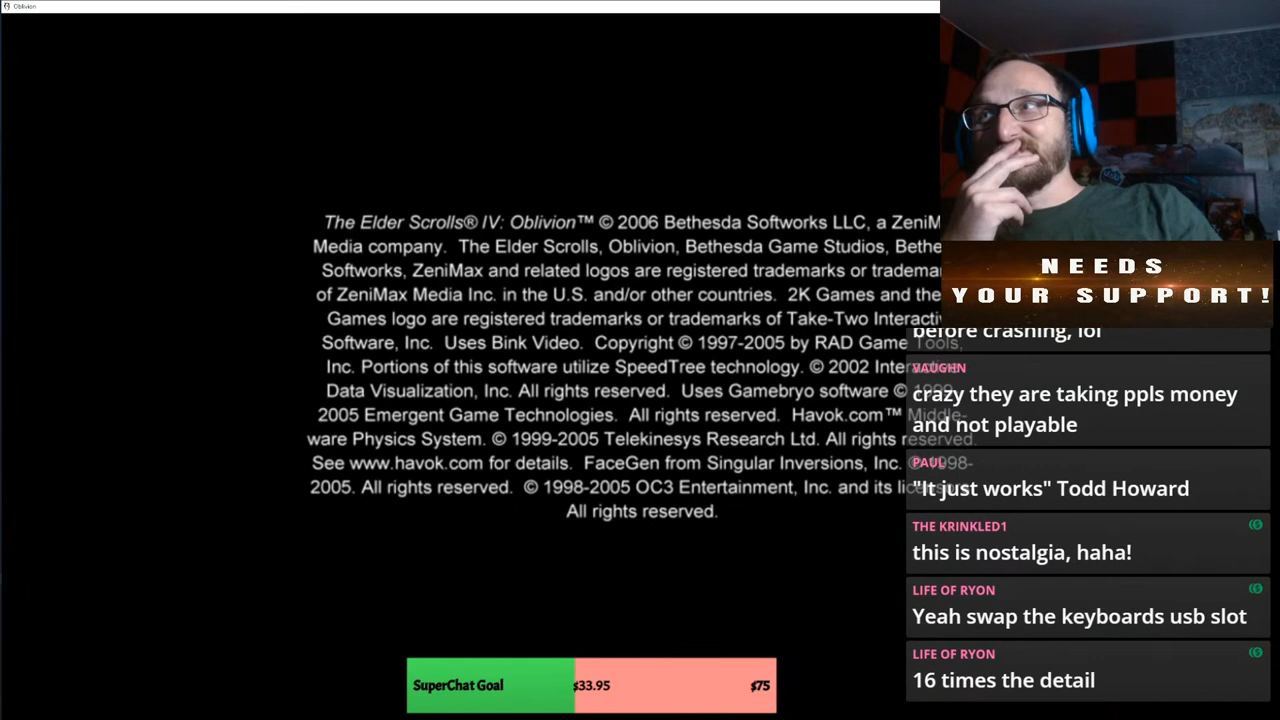 Oblivion
The Elder Scrolls® IV: Oblivion™ © 2006 Bethesda Softworks LLC, a ZeniM
Media company. The Elder Scrolls, Oblivion, Bethesda Game Studios, Bethe
Softworks, ZeniMax and related logos are registered trademarks or tradema
of ZeniMax Media Inc. in the U.S. and/or other countries. 2K Games and the
Games logo are registered trademarks or trademarks of Take-Two Interacti
Software, Inc. Uses Bink Video. Copyright © 1997-2005 by RAD Game Tools,
Inc. Portions of this software utilize SpeedTree technology. © 2002 Interactive
Data Visualization, Inc. All rights reserved. Uses Gamebryo software © 1999-
2005 Emergent Game Technologies. All rights reserved. Havok.com™ Middle-
ware Physics System. © 1999-2005 Telekinesys Research Ltd. All rights reserved.
See www.havok.com for details. FaceGen from Singular Inversions, Inc. © 1998-
2005. All rights reserved. © 1998-2005 OC3 Entertainment, Inc. and its
All rights reserved.
NEEDS
YOUR SUPPORT!
before crashing, lol
crazy they are taking ppls money
and not playable
PAUL
"It just works" Todd Howard
THE KRINKLED1
this is nostalgia, haha!
LIFE OF RYON
Yeah swap the keyboards usb slot
LIFE OF RYON
16 times the detail
SuperChat Goal $33.95 $75